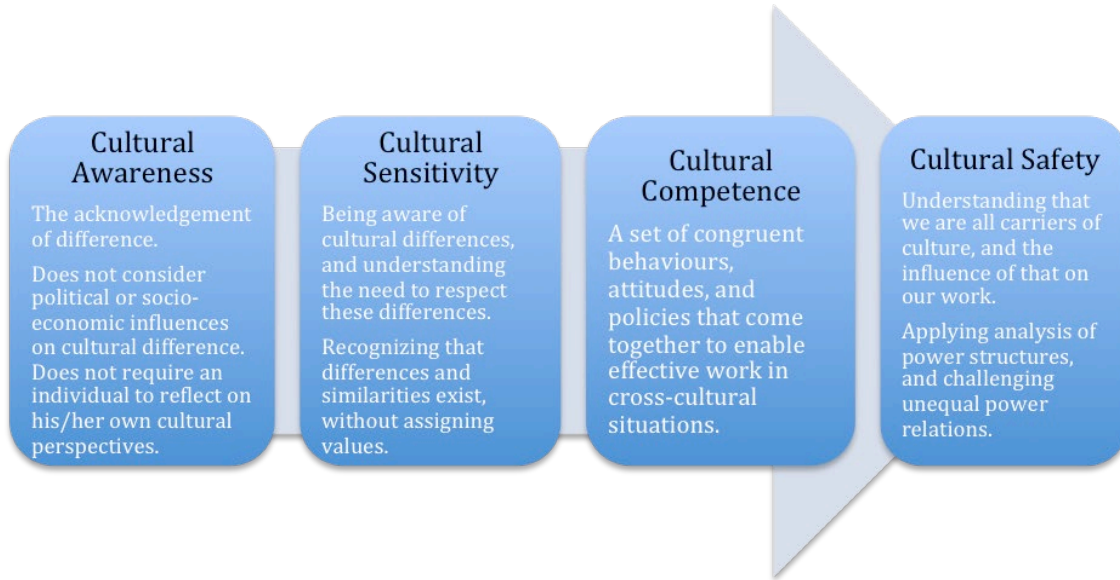 Cultural
Awareness
The acknowledgement
of difference.
Does not consider
political or socio-
economic influences
on cultural difference.
Does not require an
individual to reflect on
his/her own cultural
perspectives.
Cultural
Sensitivity
Being aware of
cultural differences,
and understanding
the need to respect
these differences.
Recognizing that
differences and
similarities exist,
without assigning
values.
Cultural
Competence
A set of congruent
behaviours,
attitudes, and
policies that come
together to enable
effective work in
cross-cultural
situations.
Cultural Safety
Understanding that
we are all carriers of
culture, and the
influence of that on
our work.
Applying analysis of
power structures,
and challenging
unequal power
relations.